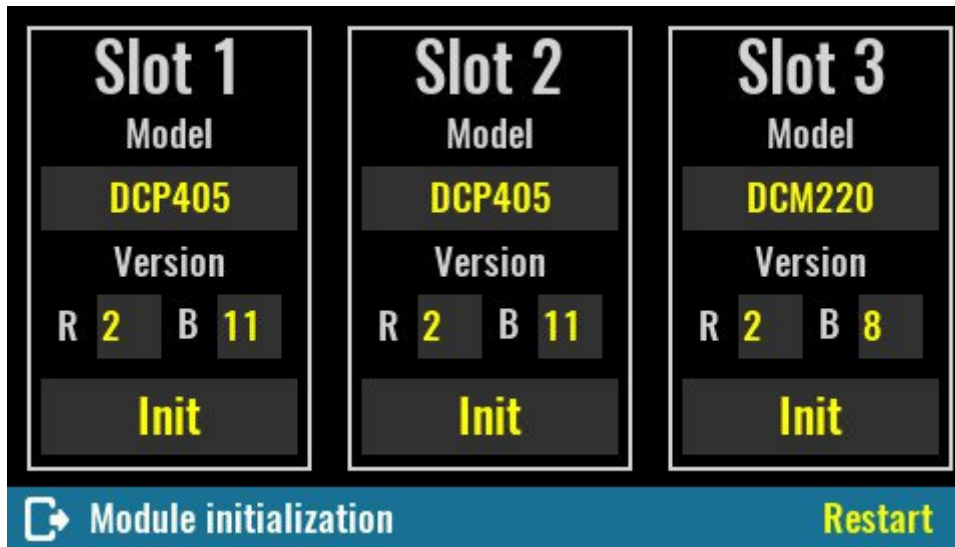 Slot 1
Model
DCP405
Version
R 2 B 11
Init
Slot 2
Model
DCP405
Version
R 2 B 11
Init
Slot 3
Model
DCM220
Version
R 2 B 8
Init
Module initialization
Restart